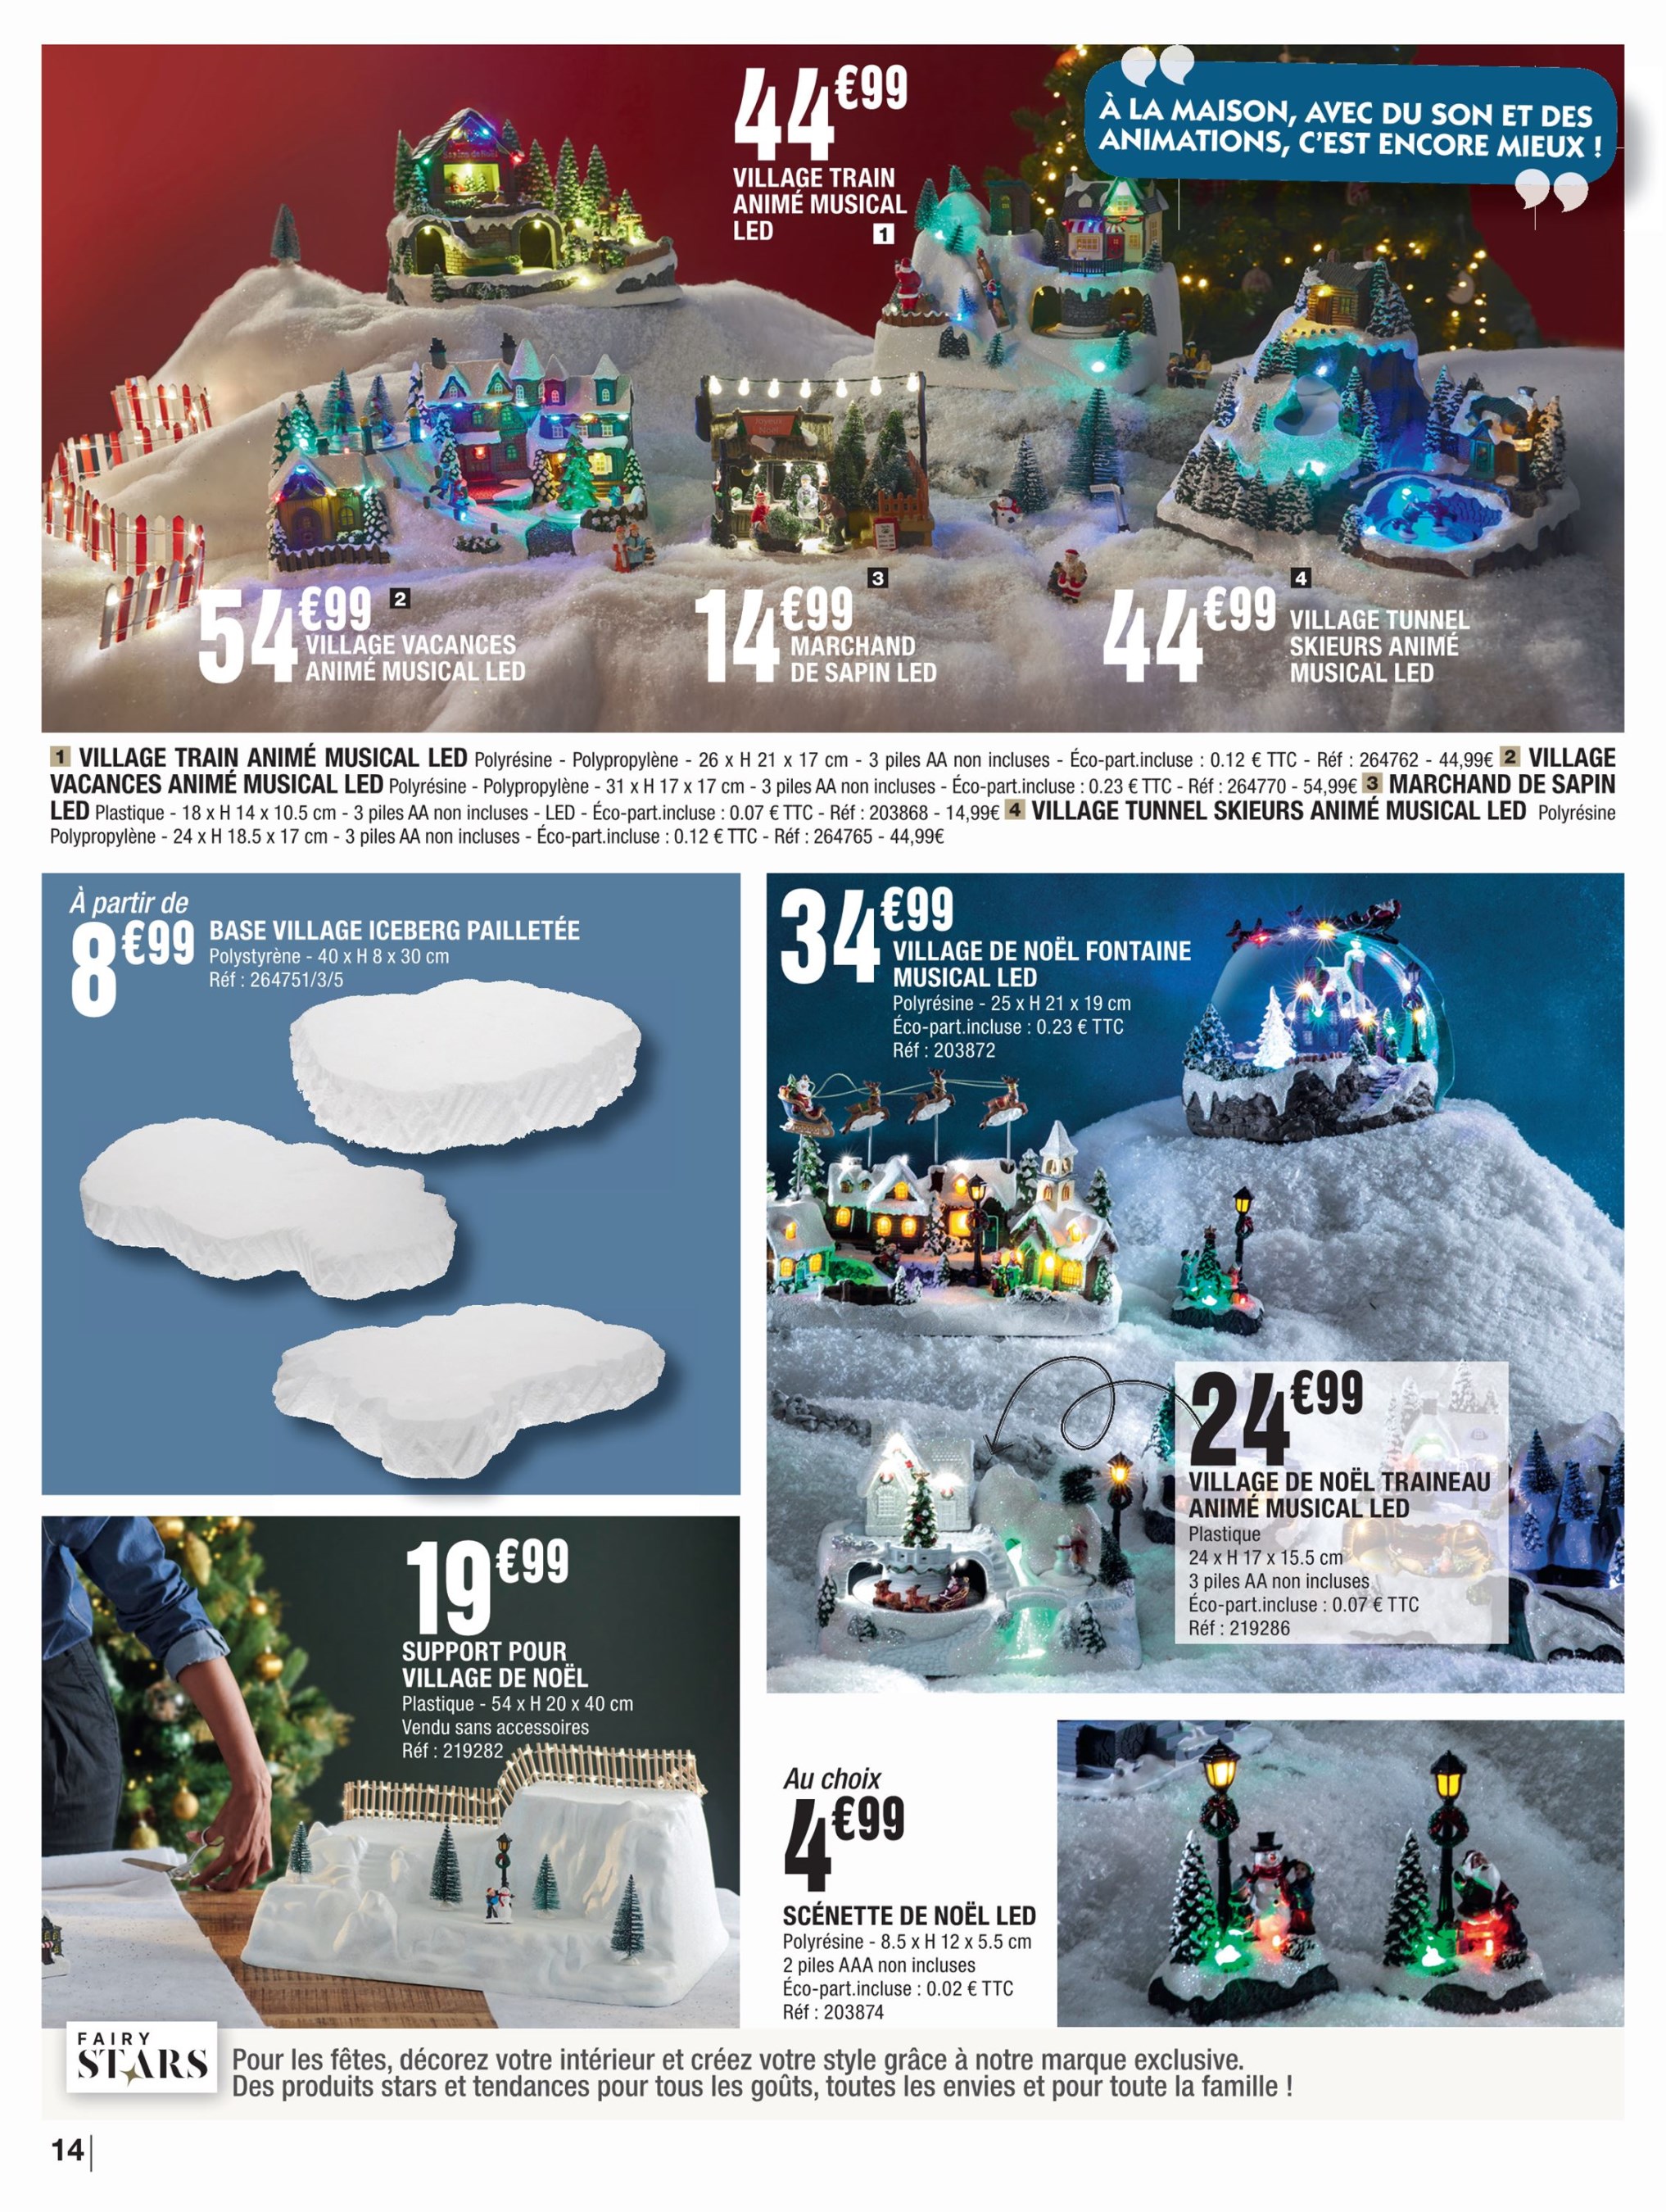 À LA MAISON, AVEC DU SON ET DES
ANIMATIONS, C'EST ENCORE MIEUX !
44€99
VILLAGE TRAIN
ANIMÉ MUSICAL
LED 1
Joyeux
Noël
54€99 2
VILLAGE VACANCES
ANIMÉ MUSICAL LED
3
14€99
MARCHAND
DE SAPIN LED
4
44€99
VILLAGE TUNNEL
SKIEURS ANIMÉ
MUSICAL LED
1 VILLAGE TRAIN ANIMÉ MUSICAL LED Polyrésine - Polypropylène - 26 x H 21 x 17 cm - 3 piles AA non incluses - Éco-part.incluse : 0.12 € TTC - Réf : 264762 - 44,99€ 2 VILLAGE
VACANCES ANIMÉ MUSICAL LED Polyrésine - Polypropylène - 31 x H 17 x 17 cm - 3 piles AA non incluses - Éco-part.incluse : 0.23 € TTC - Réf : 264770 - 54,99€ 3 MARCHAND DE SAPIN
LED Plastique - 18 x H 14 x 10.5 cm - 3 piles AA non incluses - LED - Éco-part.incluse : 0.07 € TTC - Réf : 203868 - 14,99€ 4 VILLAGE TUNNEL SKIEURS ANIMÉ MUSICAL LED Polyrésine
Polypropylène - 24 x H 18.5 x 17 cm - 3 piles AA non incluses - Éco-part.incluse : 0.12 € TTC - Réf : 264765 - 44,99€
À partir de
8€99
BASE VILLAGE ICEBERG PAILLETÉE
Polystyrène - 40 x H 8 x 30 cm
Réf : 264751/3/5
34€99
VILLAGE DE NOËL FONTAINE
MUSICAL LED
Polyrésine - 25 x H 21 x 19 cm
Éco-part.incluse : 0.23 € TTC
Réf : 203872
24€99
VILLAGE DE NOËL TRAINEAU
ANIMÉ MUSICAL LED
Plastique
24 x H 17 x 15.5 cm
3 piles AA non incluses
Éco-part.incluse : 0.07 € TTC
Réf : 219286
19€99
SUPPORT POUR
VILLAGE DE NOËL
Plastique - 54 x H 20 x 40 cm
Vendu sans accessoires
Réf : 219282
Au choix
4€99
SCÉNETTE DE NOËL LED
Polyrésine - 8.5 x H 12 x 5.5 cm
2 piles AAA non incluses
Éco-part.incluse : 0.02 € TTC
Réf : 203874
FAIRY
STARS
Pour les fêtes, décorez votre intérieur et créez votre style grâce à notre marque exclusive.
Des produits stars et tendances pour tous les goûts, toutes les envies et pour toute la famille !
14